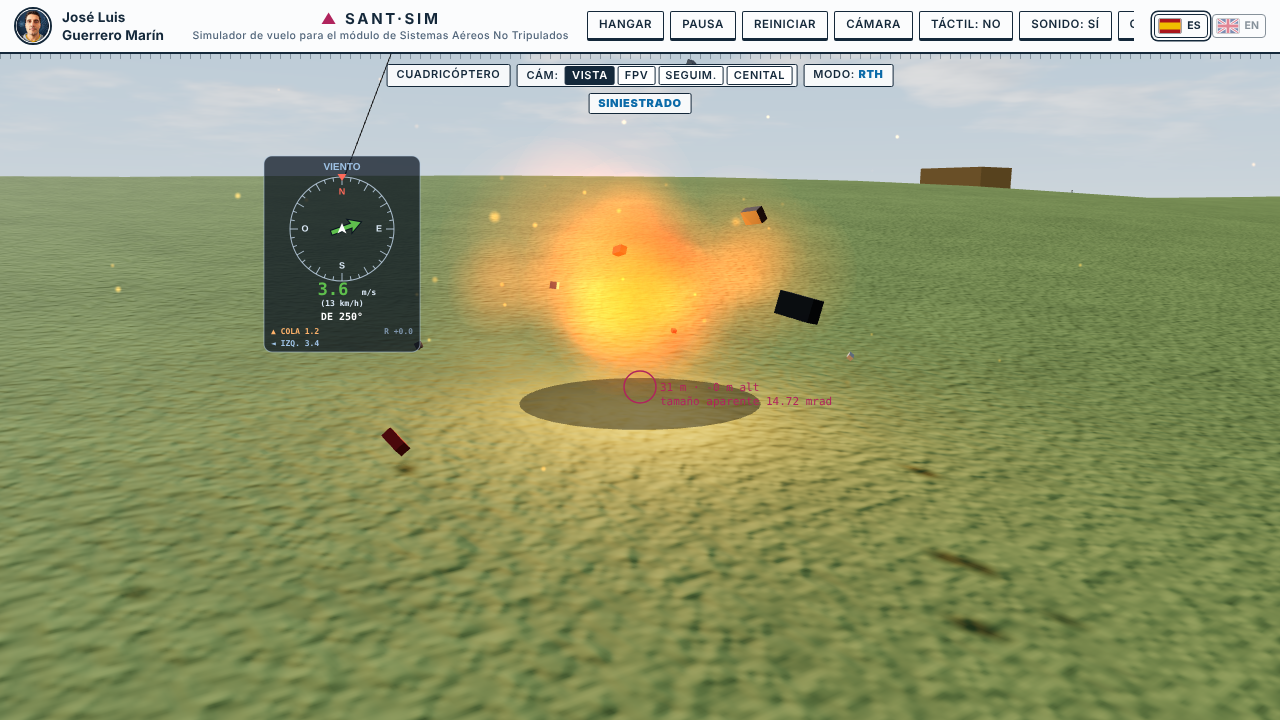 José Luis
Guerrero Marín
SANT·SIM
Simulador de vuelo para el módulo de Sistemas Aéreos No Tripulados
HANGAR
PAUSA
REINICIAR
CÁMARA
TÁCTIL: NO
SONIDO: SÍ
ES
EN
CUADRICÓPTERO
CÁM: VISTA FPV SEGUIM. CENITAL
MODO: RTH
SINIESTRADO
VIENTO
N
O E
S
3.6 m/s
(13 km/h)
DE 250°
▲ COLA 1.2 R +0.0
◄ IZQ. 3.4
31 m · -0 m alt
tamaño aparente 14.72 mrad